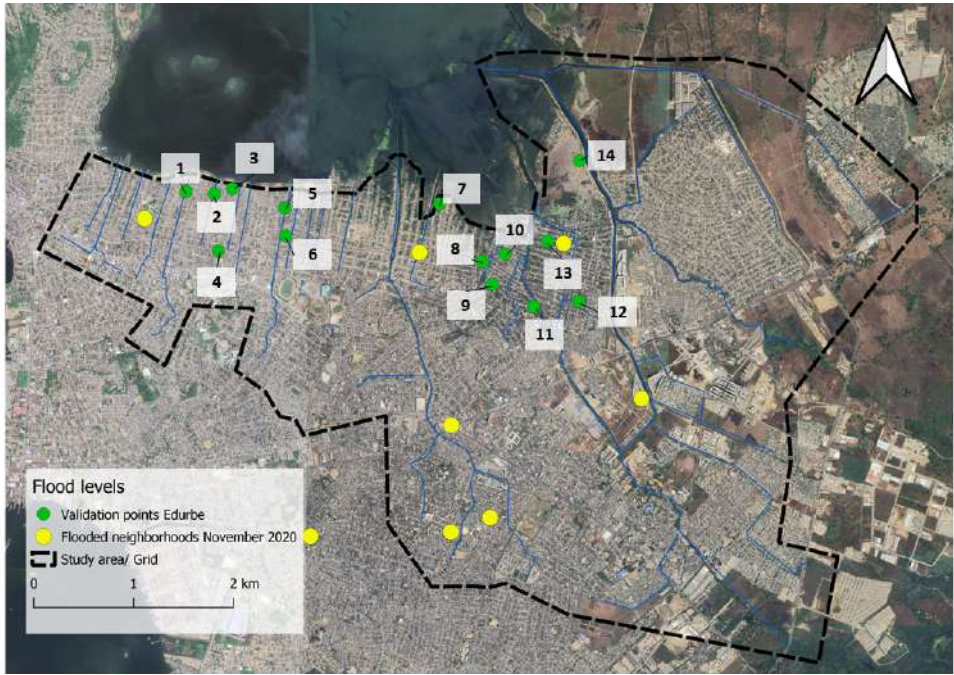 3
1
14
5
7
2
10
8
6
13
4
9
12
11
Flood levels
Validation points Edurbe
Flooded neighborhoods November 2020
Study area/ Grid
0 1 2 km